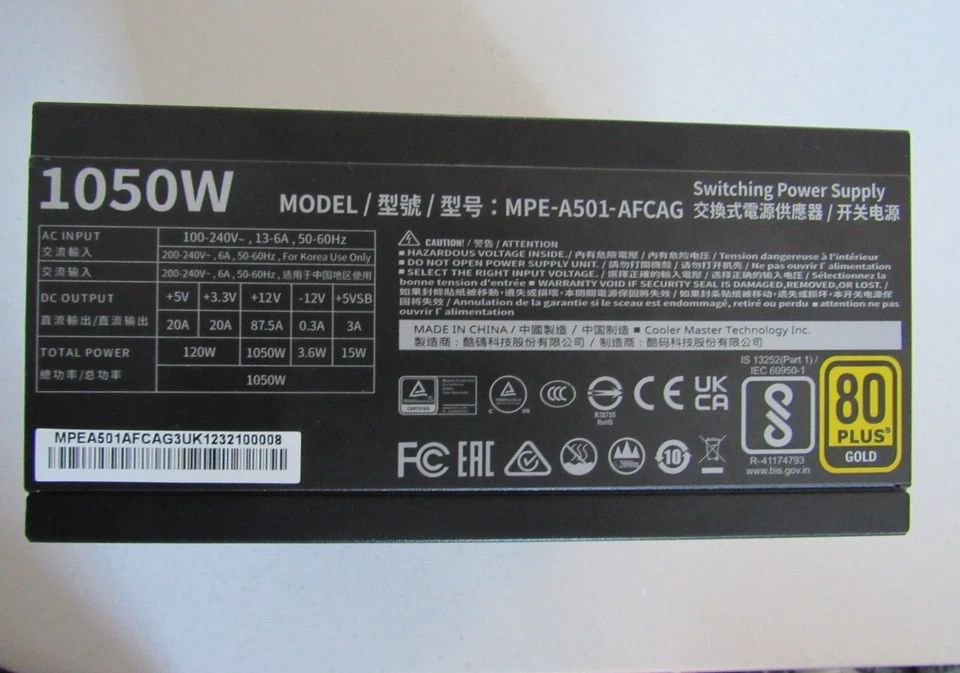 1050W
MODEL / 型號 / 型号：MPE-A501-AFCAG
Switching Power Supply
交換式電源供應器 / 开关电源
AC INPUT 100-240V~ , 13-6A , 50-60Hz
交流輸入 200-240V~ , 6A , 50-60Hz , For Korea Use Only
交流输入 200-240V~ , 6A , 50-60Hz , 适用于中国地区使用
DC OUTPUT +5V +3.3V +12V -12V +5VSB
直流輸出/直流输出 20A 20A 87.5A 0.3A 3A
TOTAL POWER 120W 1050W 3.6W 15W
總功率/总功率 1050W
CAUTION! / 警告 / ATTENTION
■ HAZARDOUS VOLTAGE INSIDE./ 內有危險電壓 / 内有危险电压 / Tension dangereuse à l'intérieur
■ DO NOT OPEN POWER SUPPLY UNIT. / 請勿打開機殼 / 请勿打开机壳 / Ne pas ouvrir l' alimentation
■ SELECT THE RIGHT INPUT VOLTAGE. / 選擇正確的輸入電壓 / 选择正确的输入电压 / Sélectionnez la
bonne tension d'entrée ■ WARRANTY VOID IF SECURITY SEAL IS DAMAGED,REMOVED,OR LOST. /
如果封條貼紙被移動,遺失或損壞,本開關電源保固將失效 / 如果封条贴纸被移动,遗失或损坏,本开关电源保
固将失效 / Annulation de la garantie si le sceau est endommagé, retiré ou perdu ■ attention ne pas
ouvrir l' alimentation
MADE IN CHINA / 中國製造 / 中国制造 ■ Cooler Master Technology Inc.
製造商：酷碼科技股份有限公司 / 制造商：酷码科技股份有限公司
IS 13252(Part 1) /
IEC 60950-1
CERTIFIED
CCC
RoHS
CE
UK
CA
R-41174793
www.bis.gov.in
80
PLUS®
GOLD
FC EAC
2000m
10
MPEA501AFCAG3UK1232100008